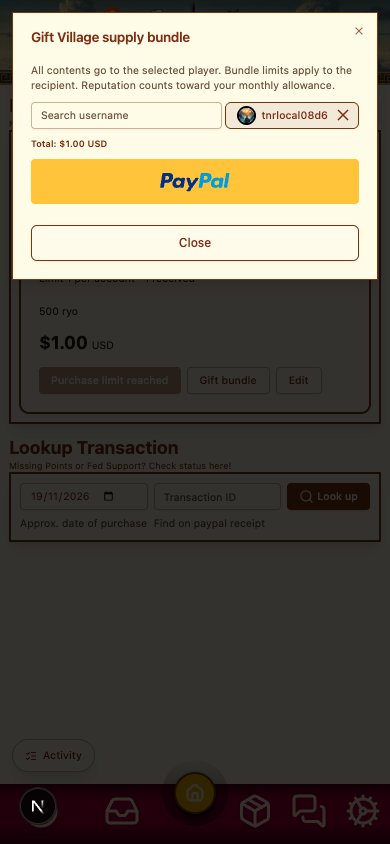 Gift Village supply bundle
All contents go to the selected player. Bundle limits apply to the
recipient. Reputation counts toward your monthly allowance.
Search username
tnrlocal08d6
Total: $1.00 USD
PayPal
Close
500 ryo
$1.00 USD
Purchase limit reached
Gift bundle
Edit
Lookup Transaction
Missing Points or Fed Support? Check status here!
19/11/2026
Transaction ID
Look up
Approx. date of purchase
Find on paypal receipt
Activity
N